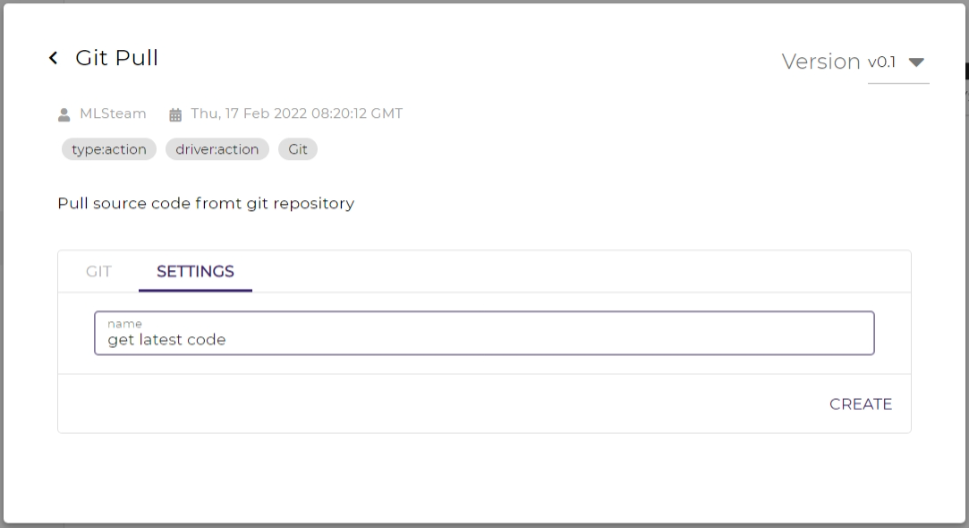 Git Pull
Version v0.1
MLSteam Thu, 17 Feb 2022 08:20:12 GMT
type:action driver:action Git
Pull source code fromt git repository
GIT SETTINGS
name
get latest code
CREATE